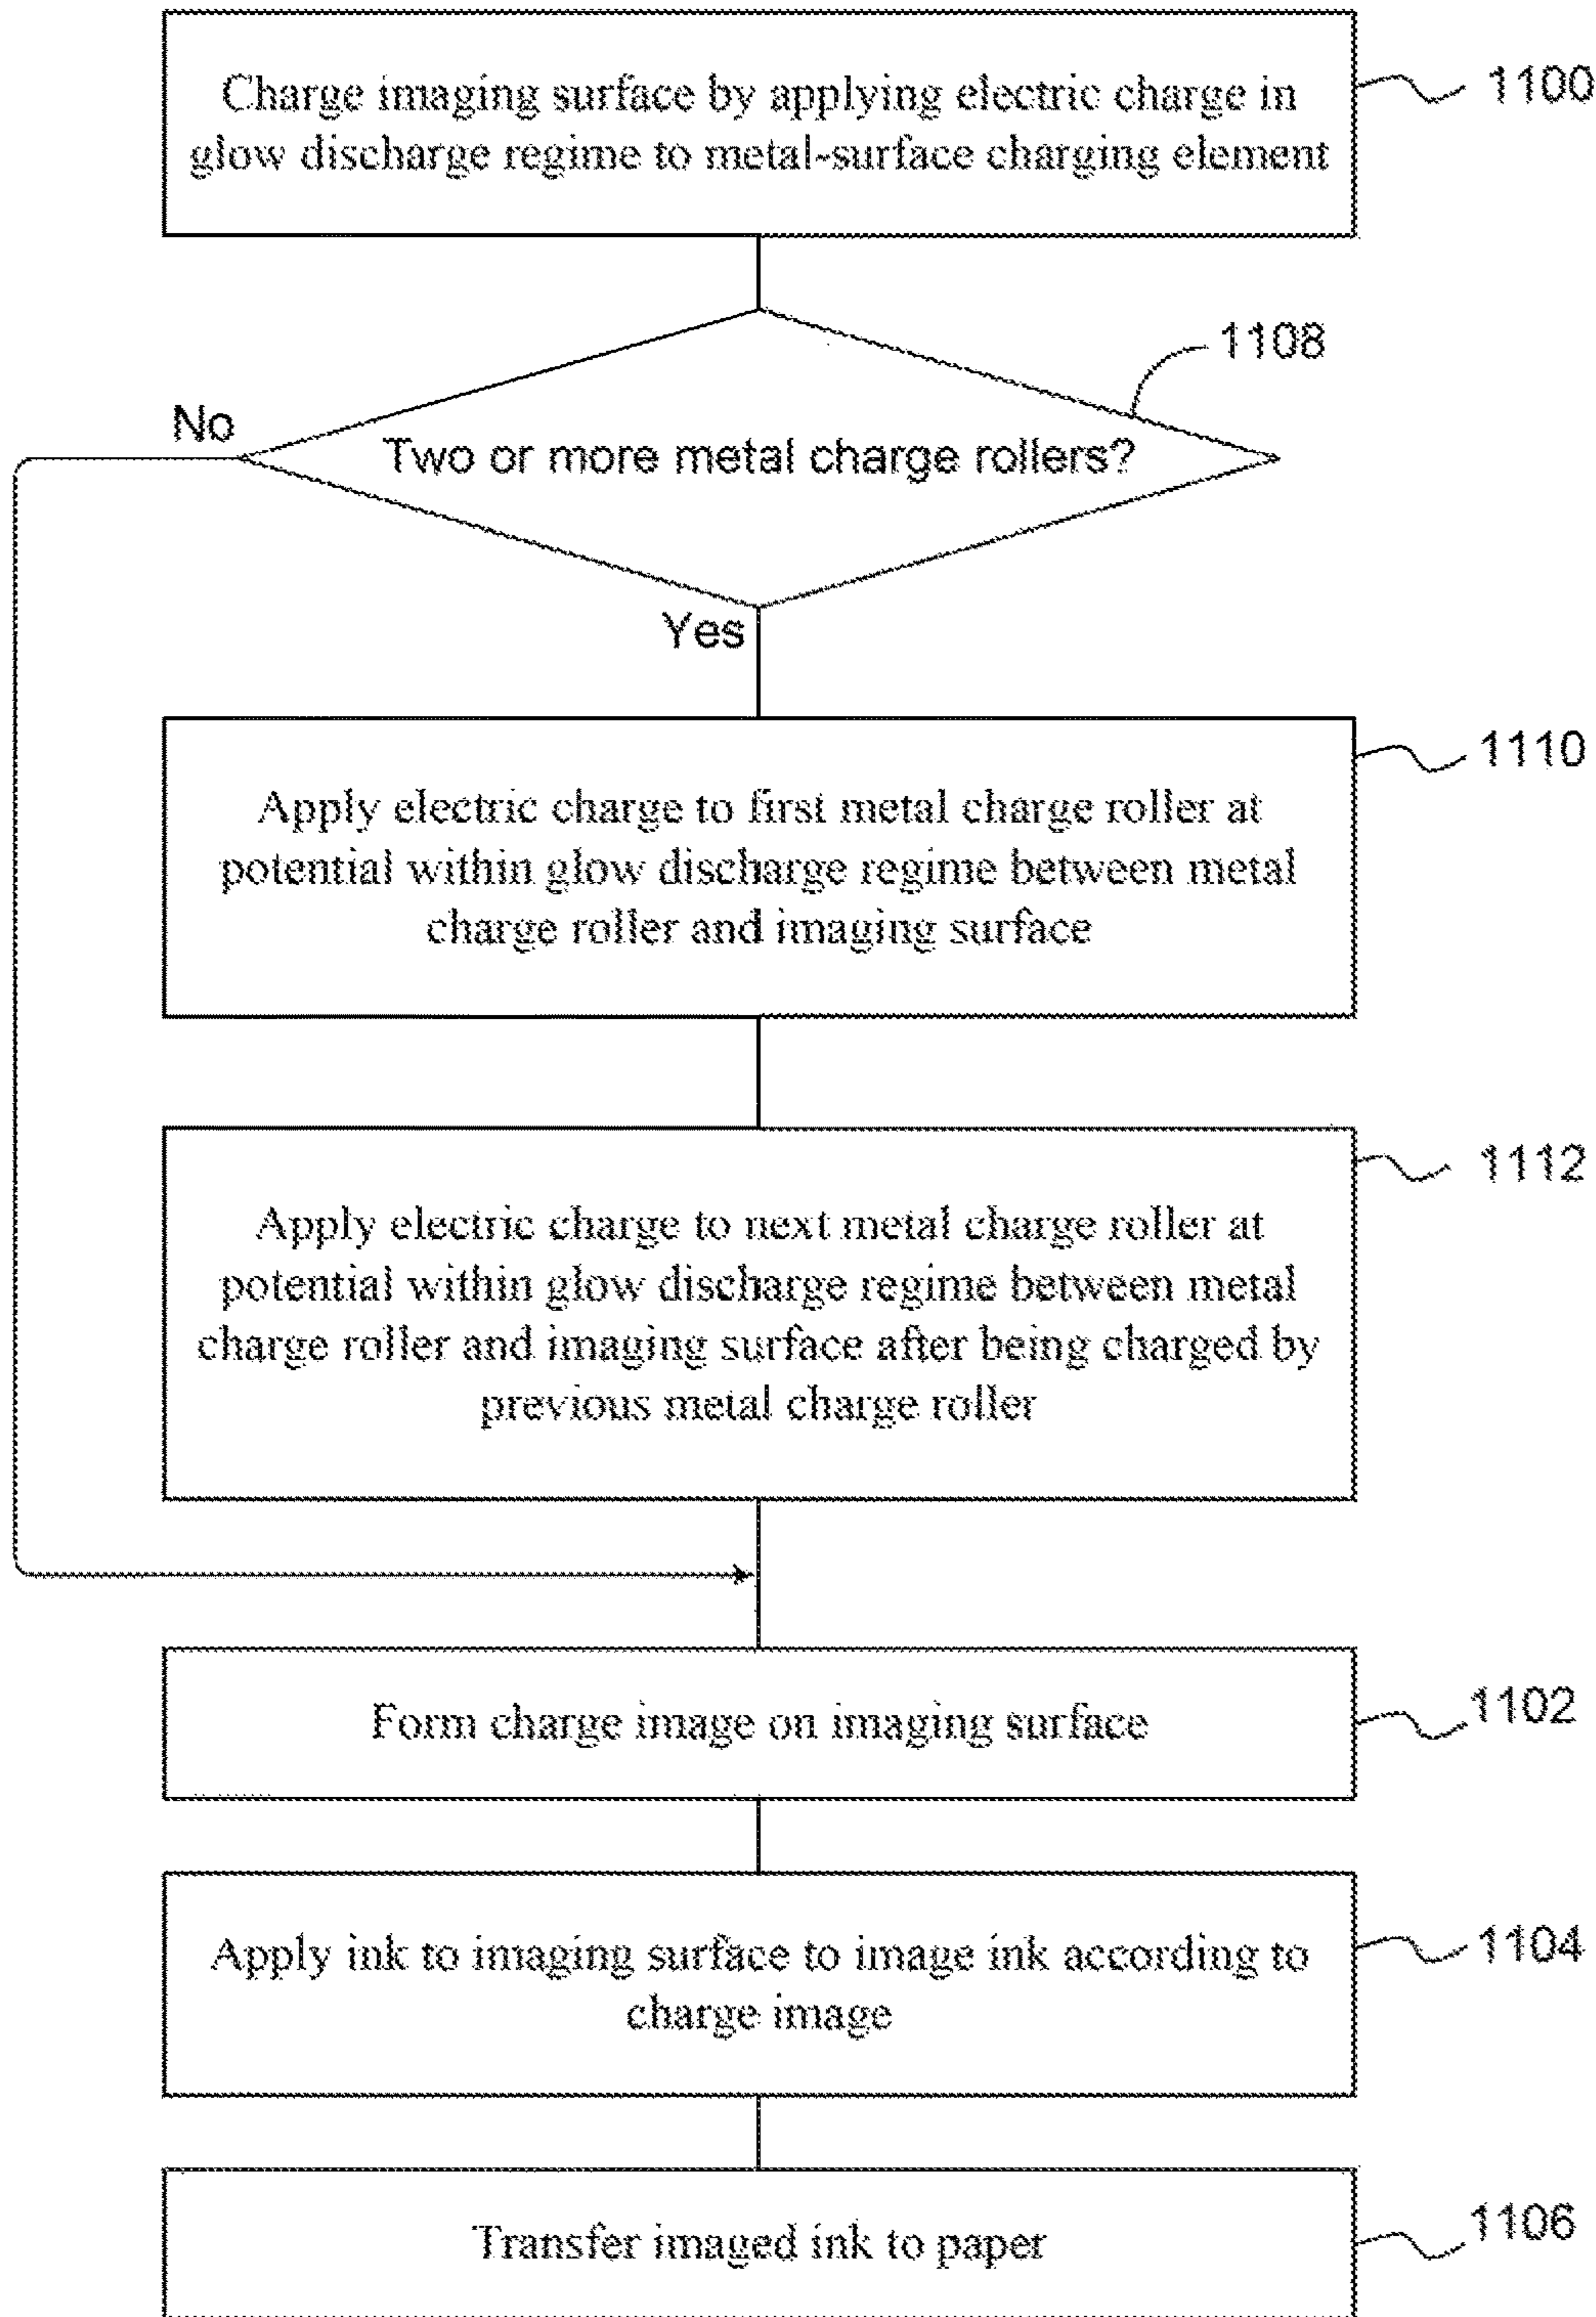 Charge imaging surface by applying electric charge in
glow discharge regime to metal-surface charging element
1100
1108
No
Two or more metal charge rollers?
Yes
1110
Apply electric charge to first metal charge roller at
potential within glow discharge regime between metal
charge roller and imaging surface
1112
Apply electric charge to next metal charge roller at
potential within glow discharge regime between metal
charge roller and imaging surface after being charged by
previous metal charge roller
Form charge image on imaging surface
1102
Apply ink to imaging surface to image ink according to
charge image
1104
Transfer imaged ink to paper
1106